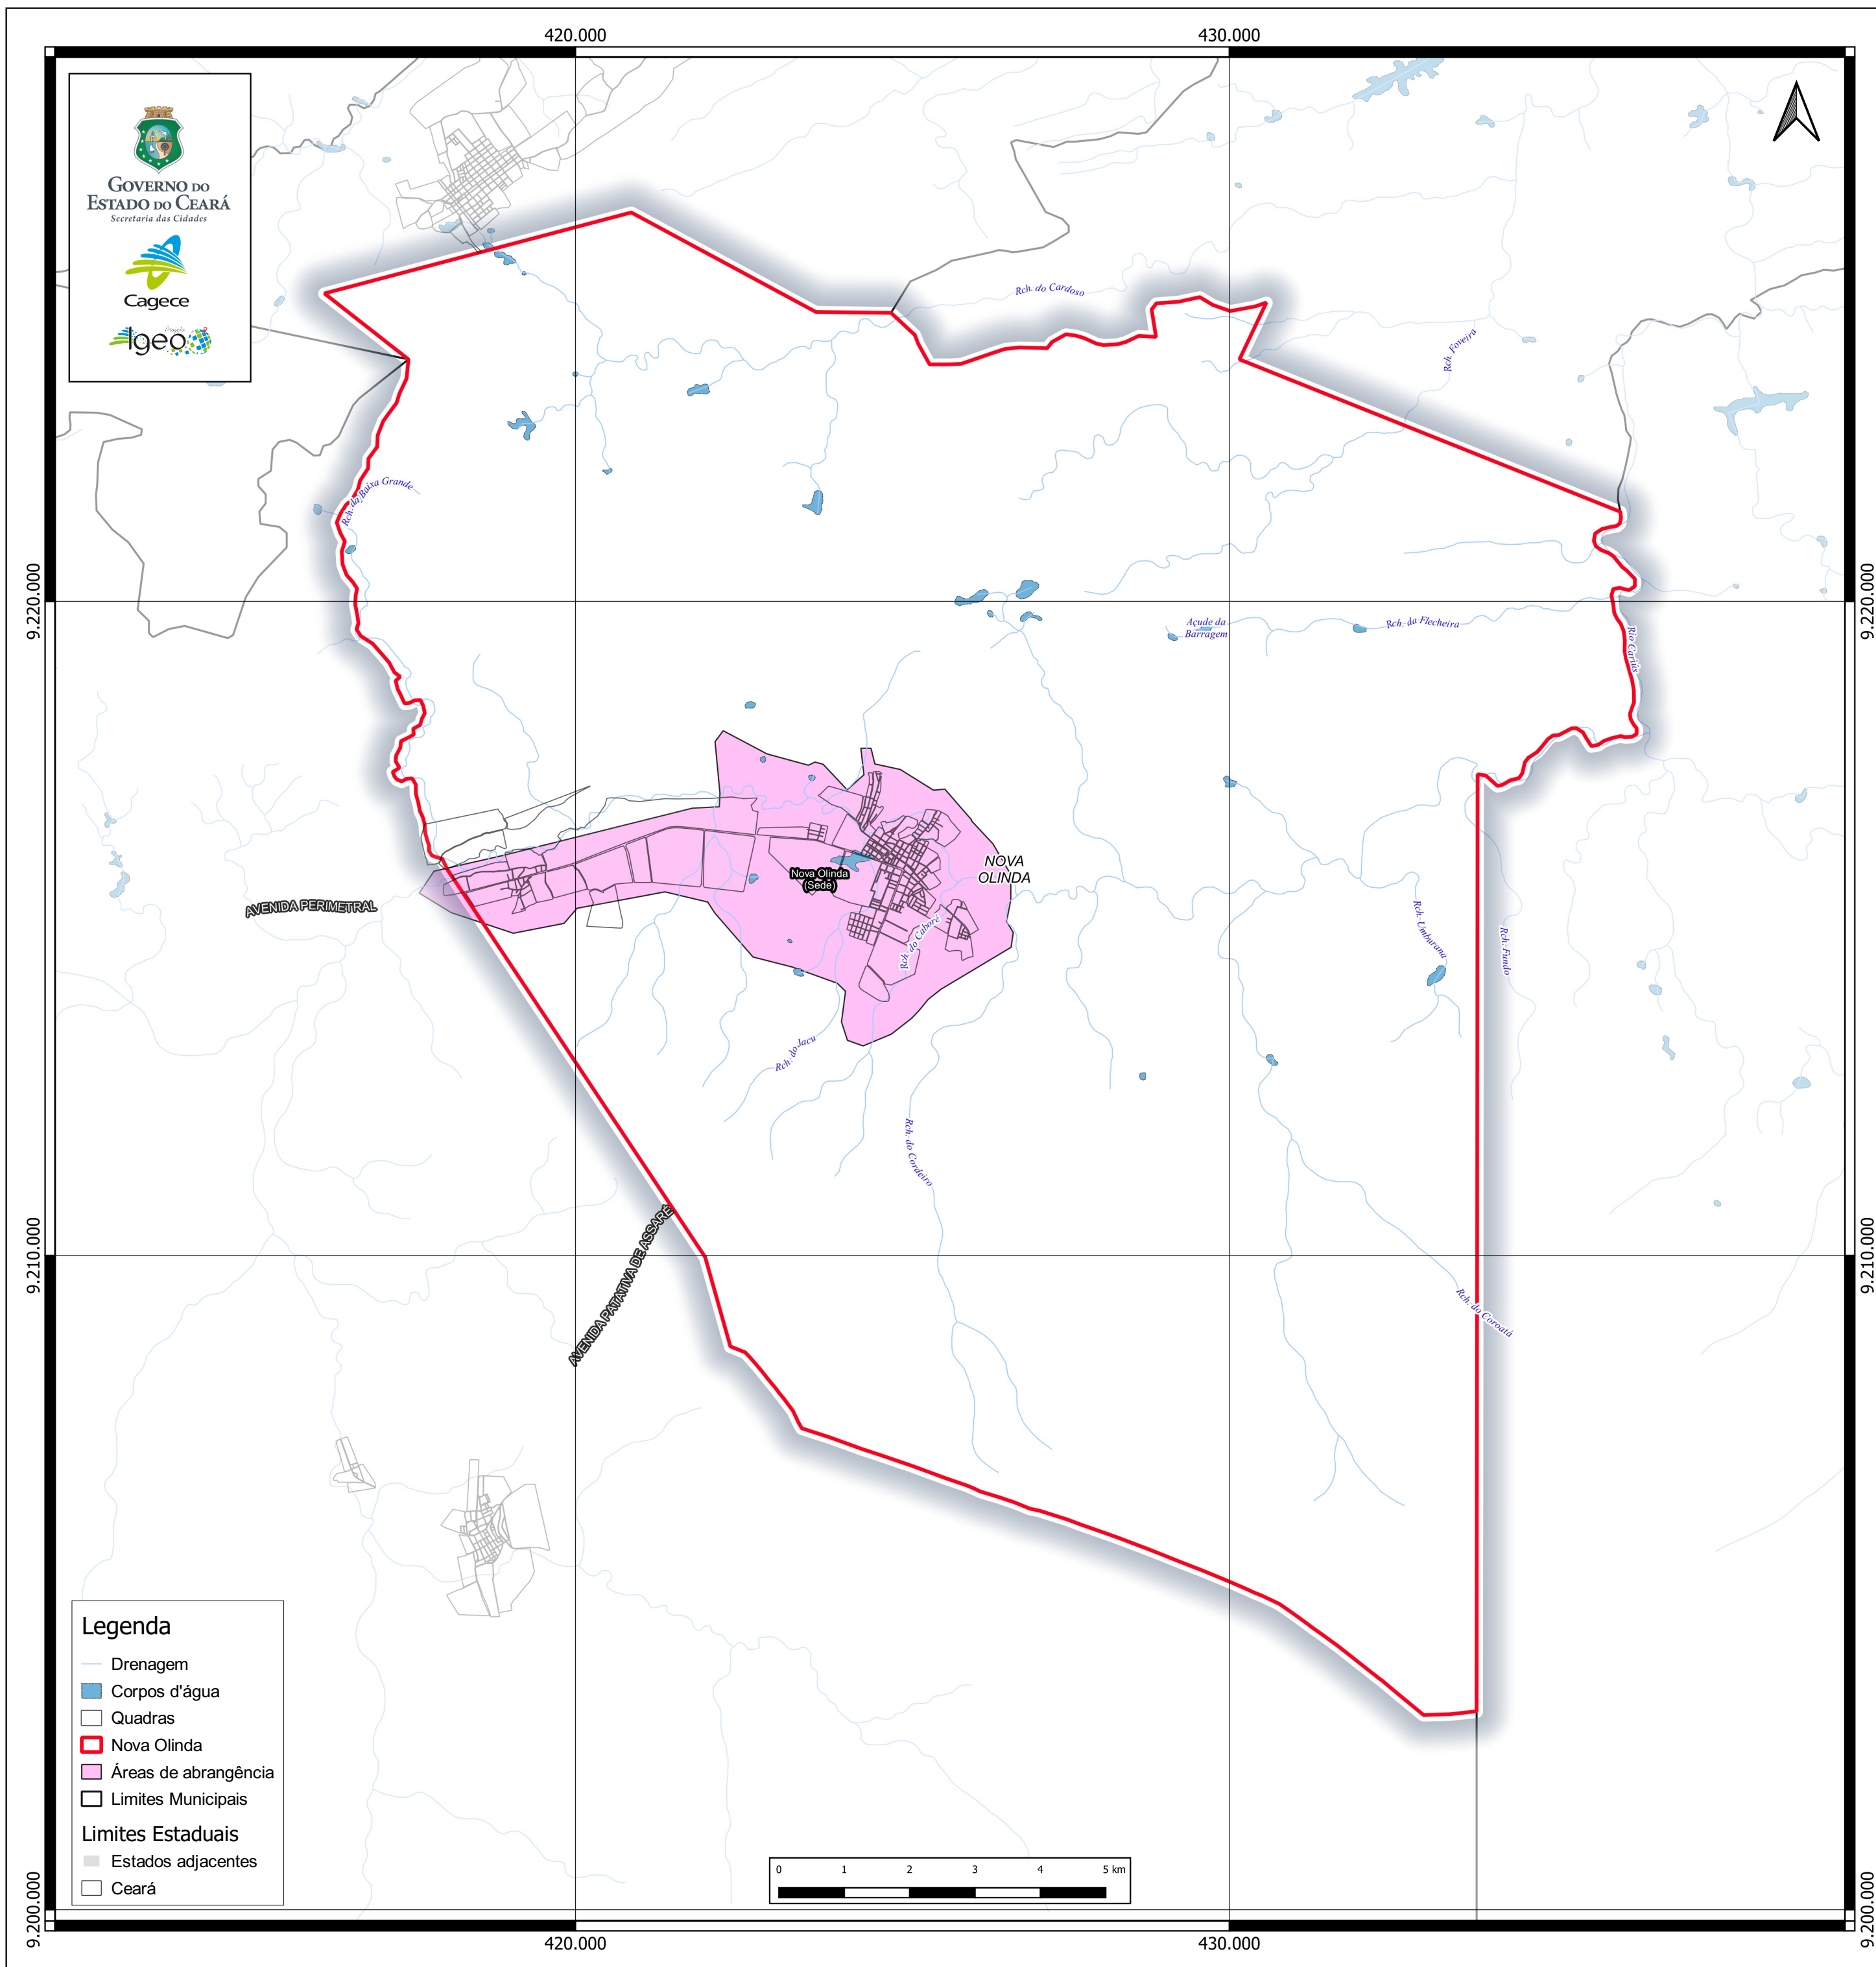 420.000
430.000
GOVERNO DO
ESTADO DO CEARÁ
Secretaria das Cidades
Cagece
Projeto
Igeo
Rch. do Cardoso
Rch. Foveira
Rch. da Baixa Grande
9.220.000
9.220.000
Açude da
Barragem
Rch. da Flecheira
Rio Cariús
NOVA
OLINDA
Nova Olinda
(Sede)
AVENIDA PERIMETRAL
Rch. do Caboré
Rch. Umburana
Rch. Fundo
Rch. do Jacu
Rch. do Cordeiro
AVENIDA PATATIVA DE ASSARÉ
9.210.000
9.210.000
Rch. do Coroatá
Legenda
Drenagem
Corpos d'água
Quadras
Nova Olinda
Áreas de abrangência
Limites Municipais
Limites Estaduais
Estados adjacentes
Ceará
0 1 2 3 4 5 km
9.200.000
9.200.000
420.000
430.000